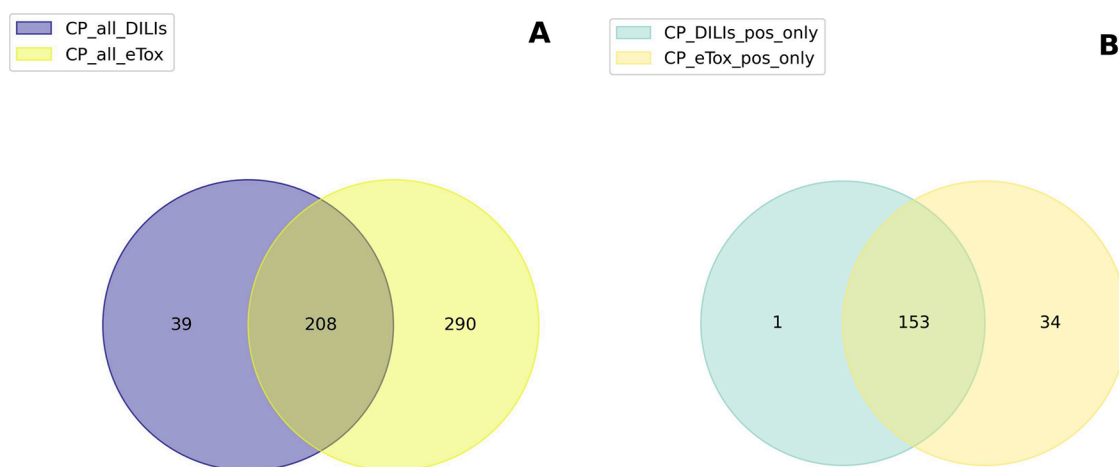 CP_all_DILIs
CP_all_eTox
A
39
208
290
CP_DILIs_pos_only
CP_eTox_pos_only
B
1
153
34